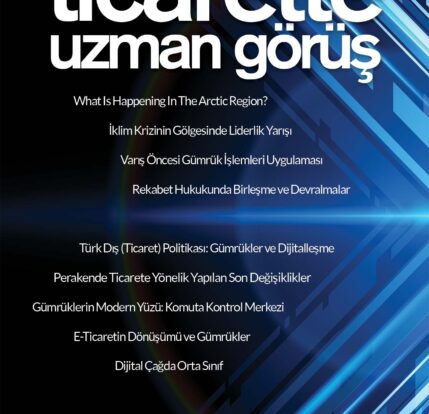 ticarette
uzman görüş
What Is Happening In The Arctic Region?
İklim Krizinin Gölgesinde Liderlik Yarışı
Varış Öncesi Gümrük İşlemleri Uygulaması
Rekabet Hukukunda Birleşme ve Devralmalar
Türk Dış (Ticaret) Politikası: Gümrükler ve Dijitalleşme
Perakende Ticarete Yönelik Yapılan Son Değişiklikler
Gümrüklerin Modern Yüzü: Komuta Kontrol Merkezi
E-Ticaretin Dönüşümü ve Gümrükler
Dijital Çağda Orta Sınıf